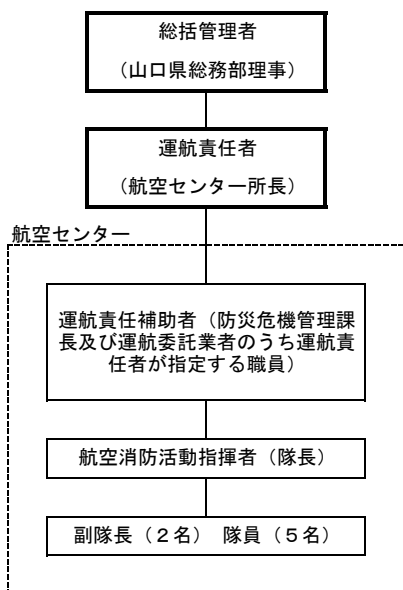 総括管理者
（山口県総務部理事）
運航責任者
（航空センター所長）
航空センター
運航責任補助者（防災危機管理課
長及び運航委託業者のうち運航責
任者が指定する職員）
航空消防活動指揮者（隊長）
副隊長（２名）　隊員（５名）